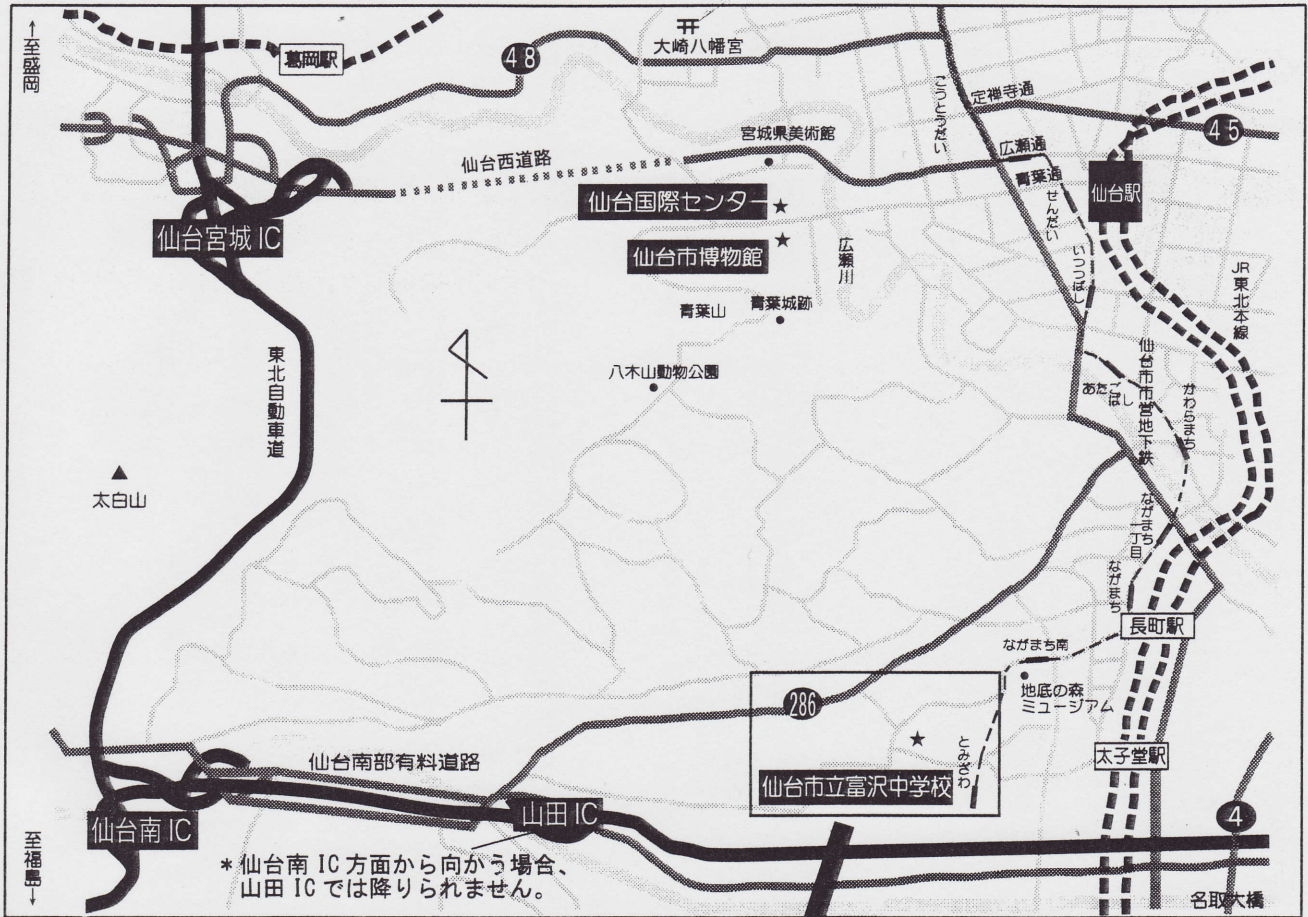 ↑至盛岡
葛岡駅
48
大崎八幡宮
こうとうだい
定禅寺通
45
宮城県美術館
広瀬通
仙台西道路
青葉通
仙台駅
仙台国際センター
せんだい
仙台宮城 IC
仙台市博物館
広瀬川
いつつばし
JR東北本線
青葉山
青葉城跡
東北自動車道
八木山動物公園
仙台市市営地下鉄
あたごばし
かわらまち
太白山
ながまち一丁目
ながまち
長町駅
ながまち南
地底の森
ミュージアム
286
とみざわ
太子堂駅
仙台南部有料道路
仙台市立富沢中学校
山田 IC
仙台南 IC
4
至福島↓
*仙台南 IC 方面から向かう場合、
山田 IC では降りられません。
名取大橋